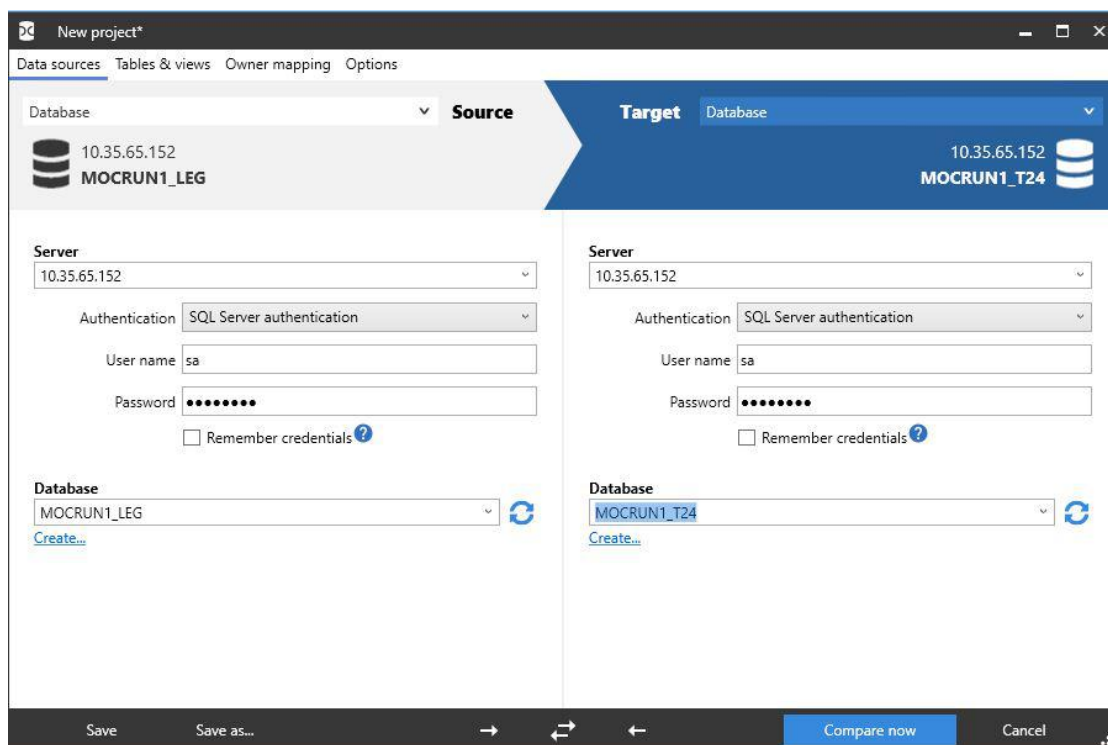 New project*
Data sources Tables & views Owner mapping Options
Database Source
10.35.65.152
MOCRUN1_LEG
Target Database
10.35.65.152
MOCRUN1_T24
Server
10.35.65.152
Authentication SQL Server authentication
User name sa
Password ●●●●●●●●
Remember credentials ?
Database
MOCRUN1_LEG
Create...
Server
10.35.65.152
Authentication SQL Server authentication
User name sa
Password ●●●●●●●●
Remember credentials ?
Database
MOCRUN1_T24
Create...
Save Save as... → ⇄ ← Compare now Cancel